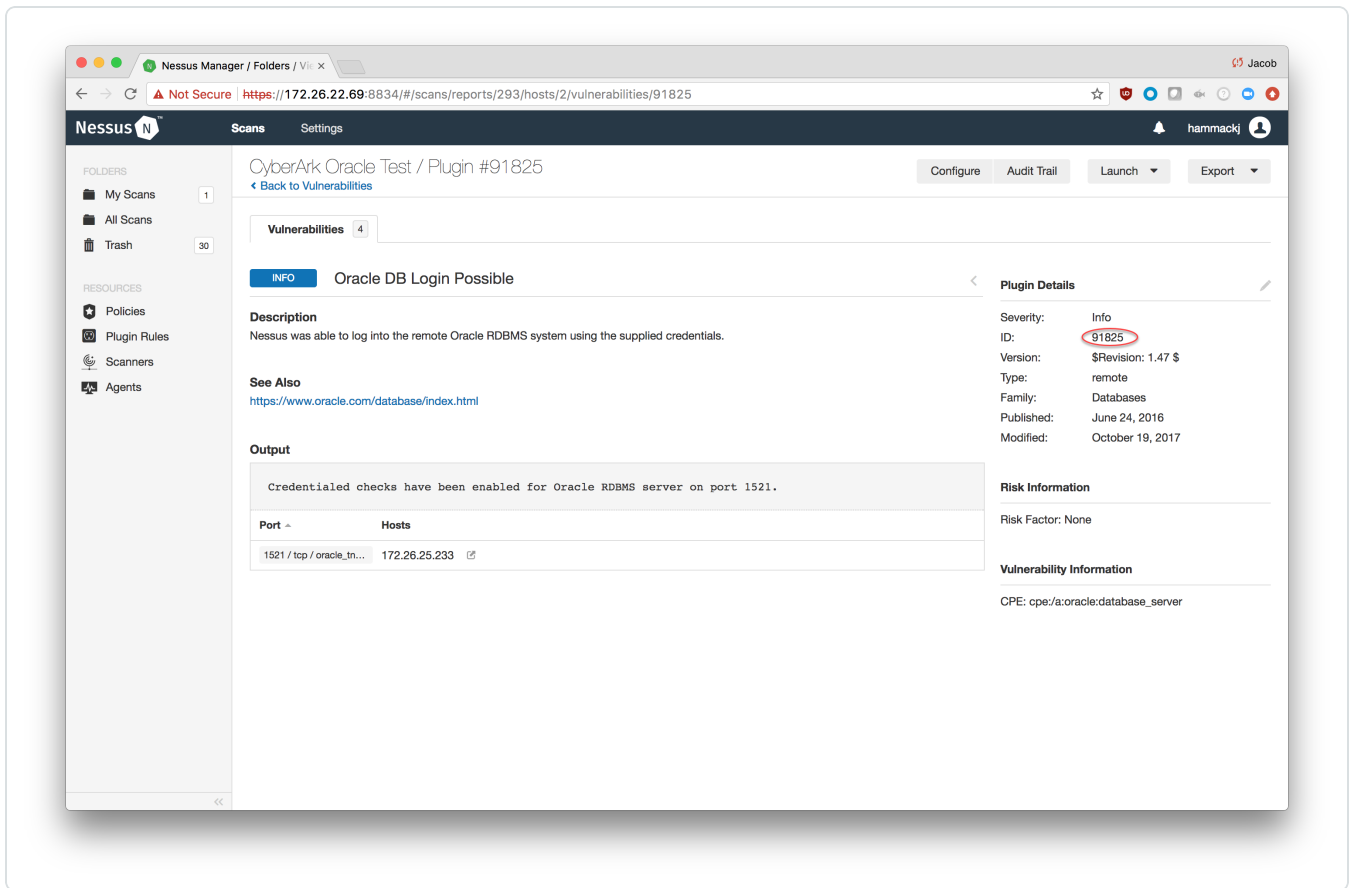 Nessus Manager / Folders / Vie
Jacob
Not Secure https://172.26.22.69:8834/#/scans/reports/293/hosts/2/vulnerabilities/91825
Nessus N ™ Scans Settings hammackj
FOLDERS
My Scans 1
All Scans
Trash 30
RESOURCES
Policies
Plugin Rules
Scanners
Agents
CyberArk Oracle Test / Plugin #91825
Back to Vulnerabilities
Configure Audit Trail Launch Export
Vulnerabilities 4
INFO Oracle DB Login Possible
Description
Nessus was able to log into the remote Oracle RDBMS system using the supplied credentials.
See Also
https://www.oracle.com/database/index.html
Output
Credentialed checks have been enabled for Oracle RDBMS server on port 1521.
Port Hosts
1521 / tcp / oracle_tn... 172.26.25.233
Plugin Details
Severity: Info
ID: 91825
Version: $Revision: 1.47 $
Type: remote
Family: Databases
Published: June 24, 2016
Modified: October 19, 2017
Risk Information
Risk Factor: None
Vulnerability Information
CPE: cpe:/a:oracle:database_server